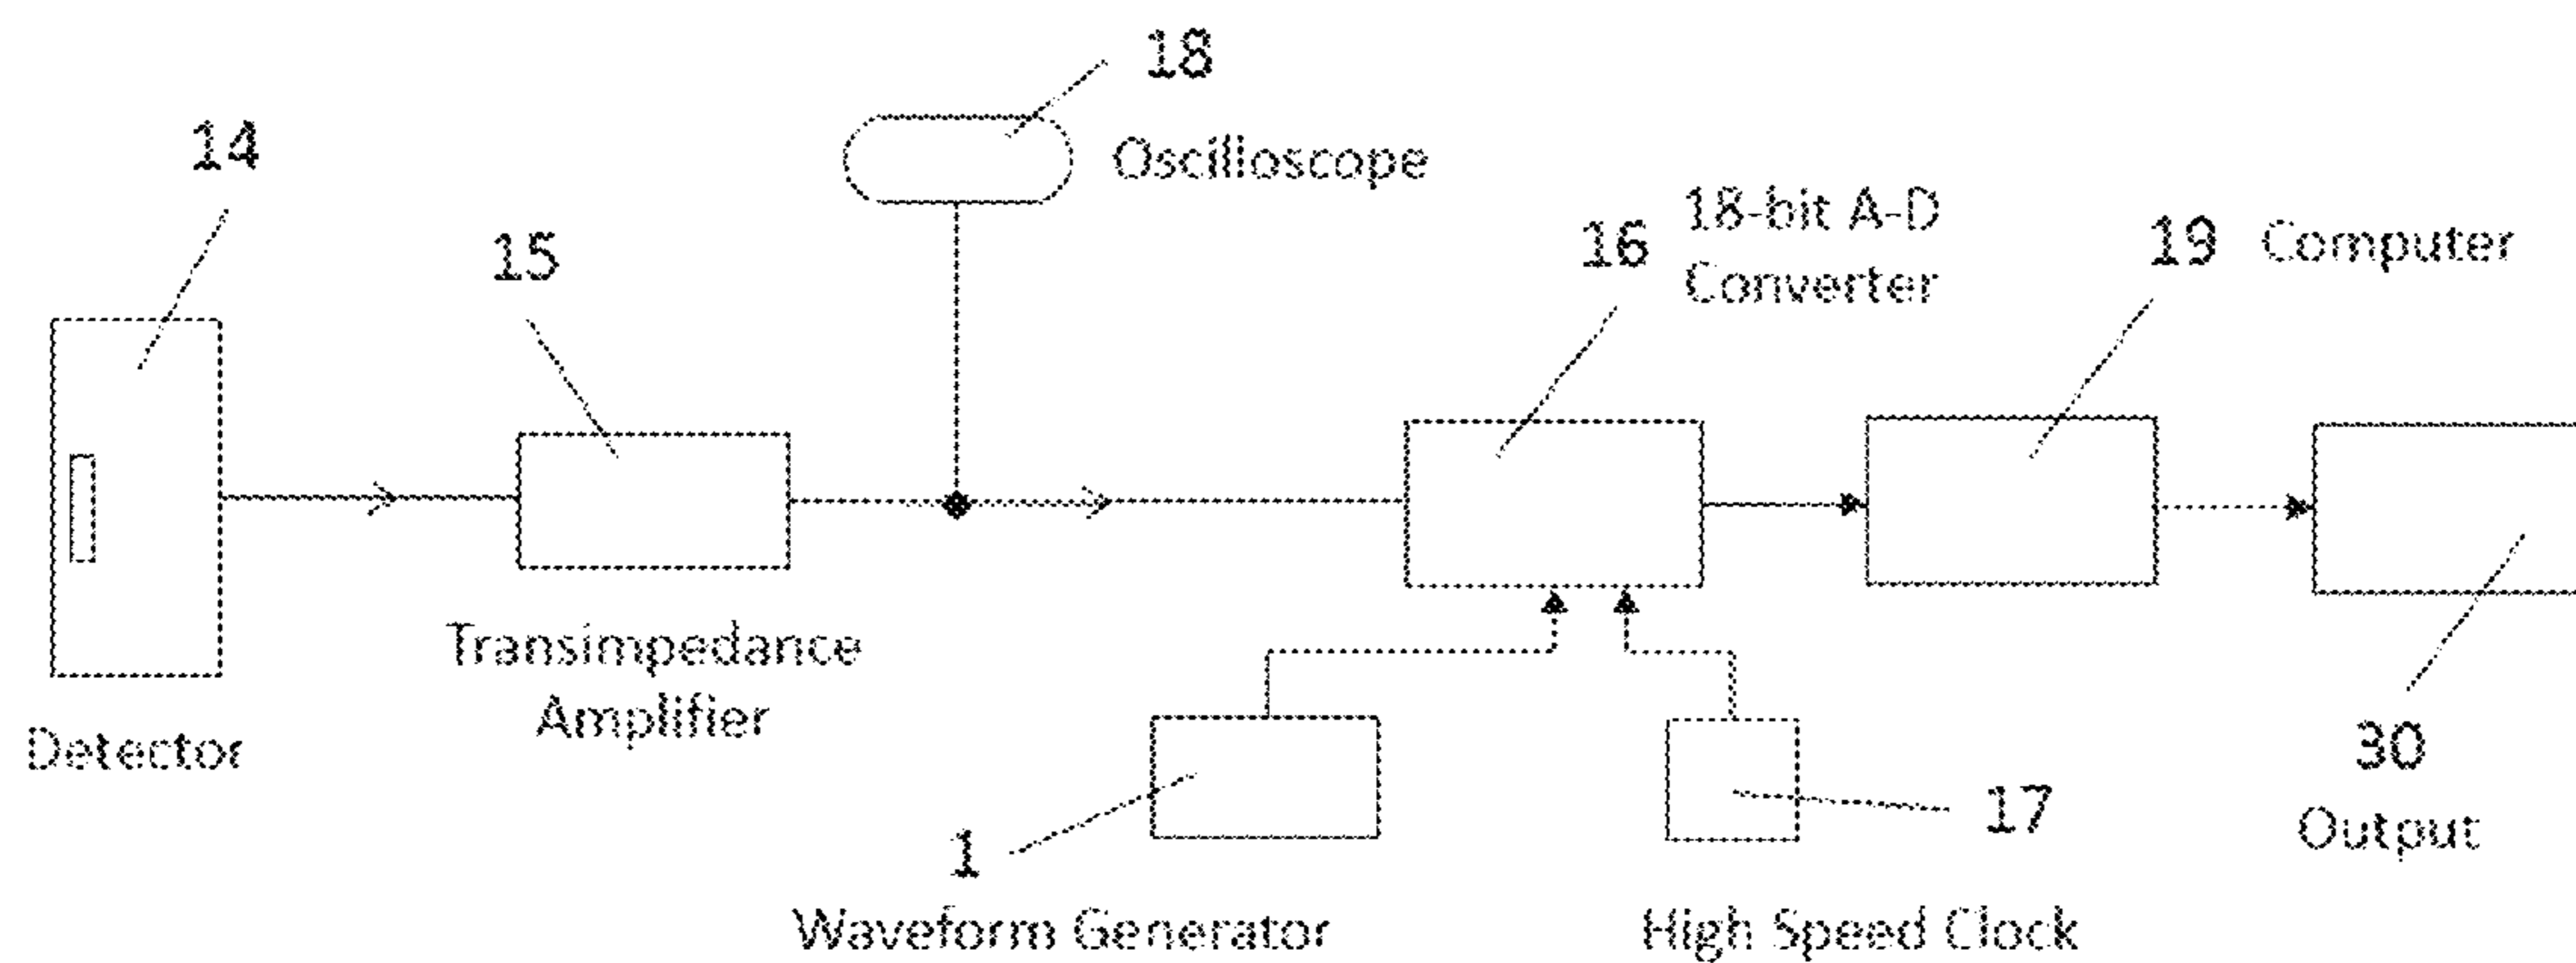 18
14
Oscilloscope
18-bit A-D
16
15
19 Computer
Converter
Transimpedance
Amplifier
Detector
30
17
1
Output
Waveform Generator
High Speed Clock